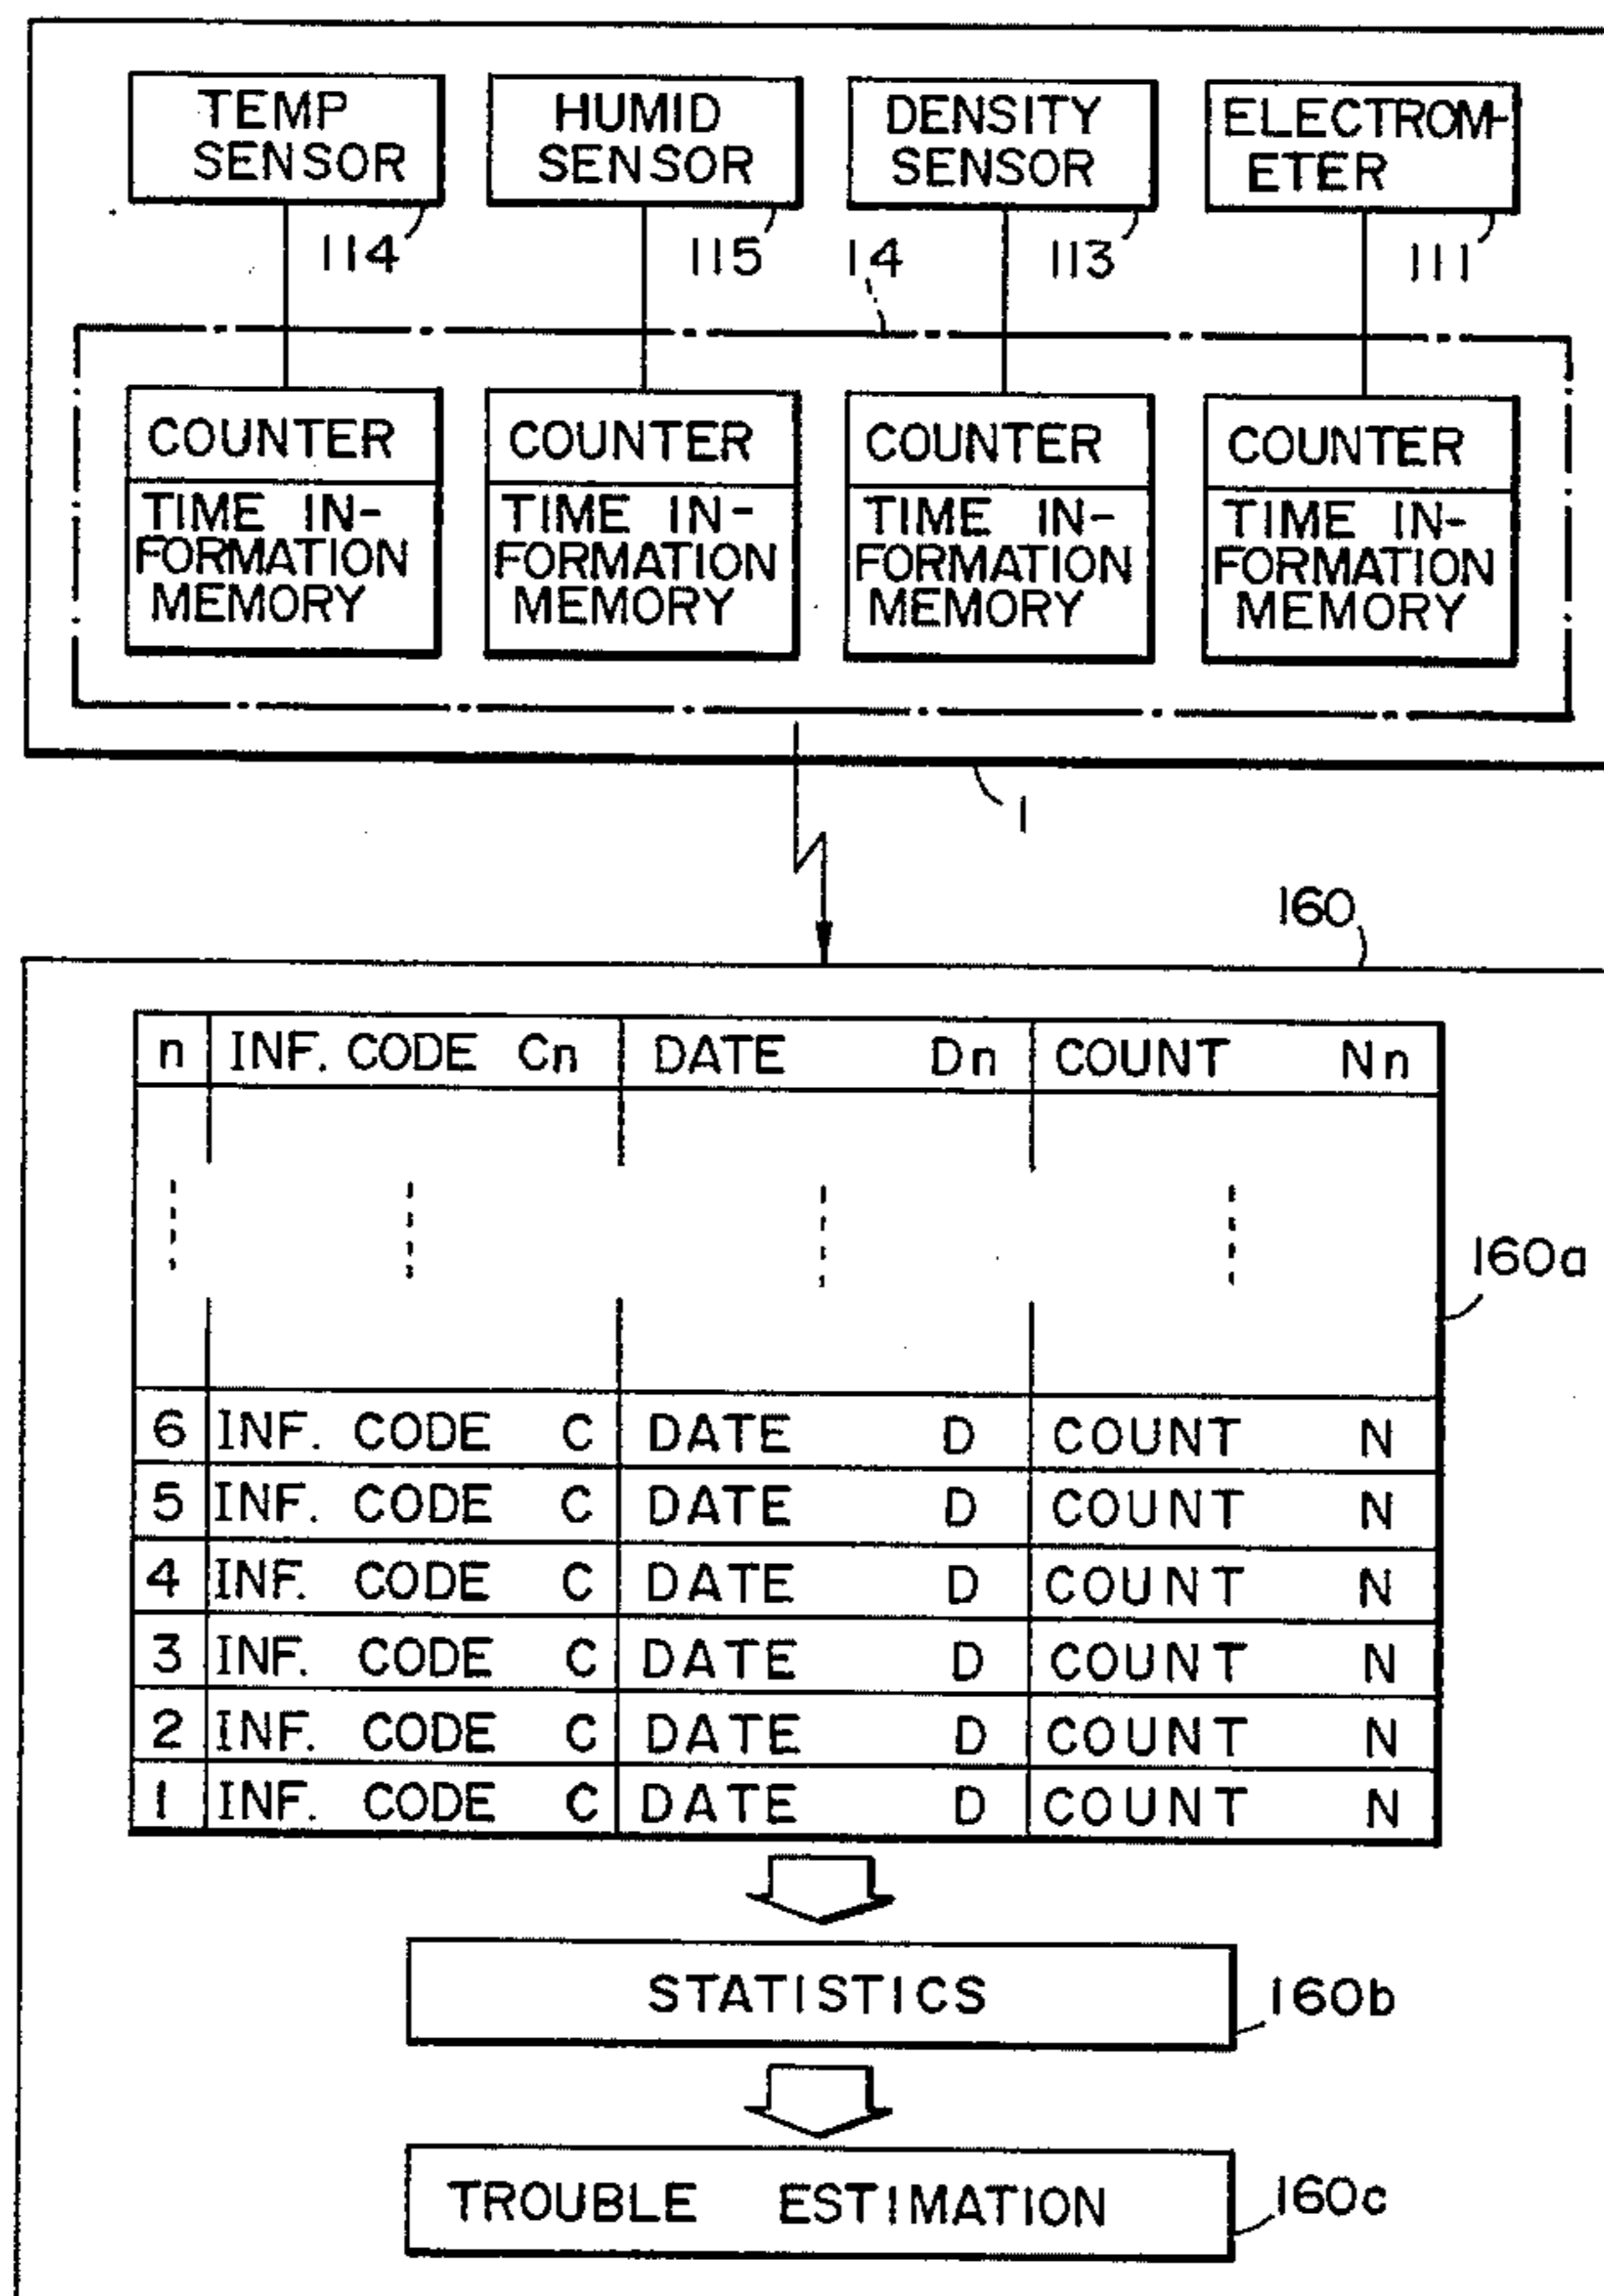 TEMP
SENSOR
HUMID
SENSOR
DENSITY
SENSOR
ELECTROM-
ETER
114
115
14
113
111
COUNTER
TIME IN-
FORMATION
MEMORY
COUNTER
TIME IN-
FORMATION
MEMORY
COUNTER
TIME IN-
FORMATION
MEMORY
COUNTER
TIME IN-
FORMATION
MEMORY
1
160
n INF. CODE Cn DATE Dn COUNT Nn
160a
6 INF. CODE C DATE D COUNT N
5 INF. CODE C DATE D COUNT N
4 INF. CODE C DATE D COUNT N
3 INF. CODE C DATE D COUNT N
2 INF. CODE C DATE D COUNT N
1 INF. CODE C DATE D COUNT N
STATISTICS
160b
TROUBLE ESTIMATION
160c